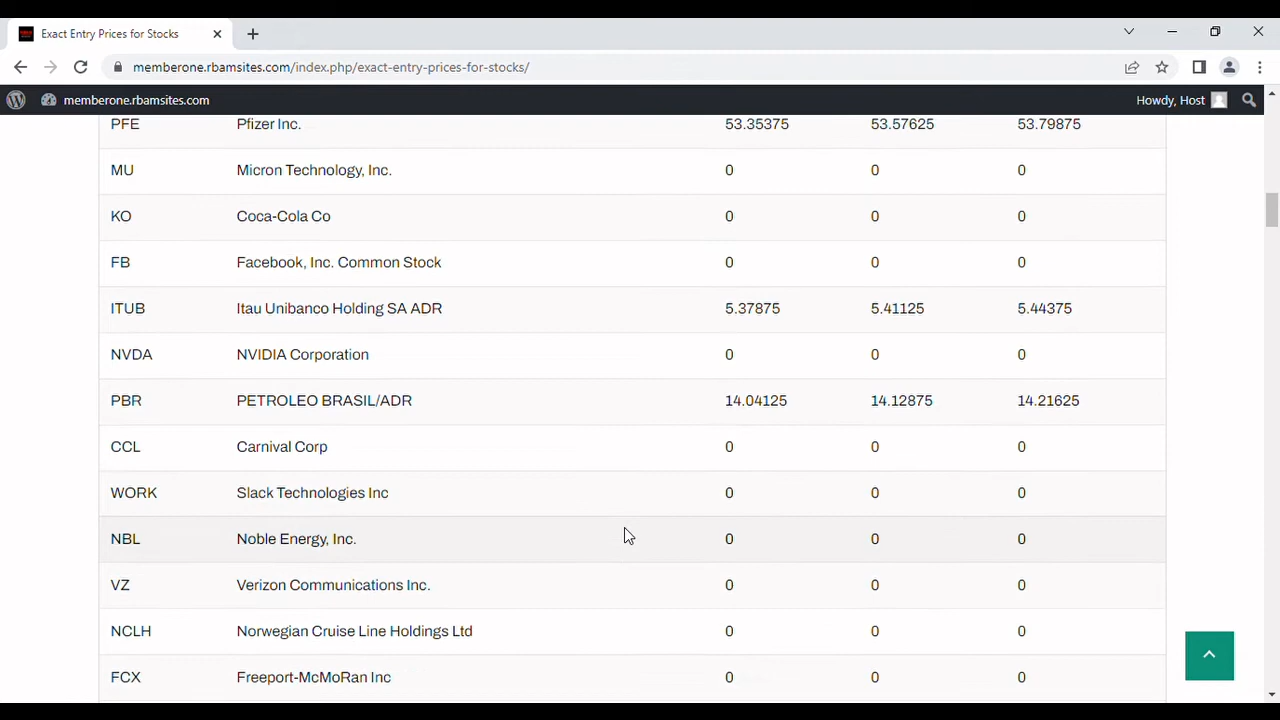 Exact Entry Prices for Stocks
memberone.rbamsites.com/index.php/exact-entry-prices-for-stocks/
memberone.rbamsites.com Howdy, Host
PFE Pfizer Inc. 53.35375 53.57625 53.79875
MU Micron Technology, Inc. 0 0 0
KO Coca-Cola Co 0 0 0
FB Facebook, Inc. Common Stock 0 0 0
ITUB Itau Unibanco Holding SA ADR 5.37875 5.41125 5.44375
NVDA NVIDIA Corporation 0 0 0
PBR PETROLEO BRASIL/ADR 14.04125 14.12875 14.21625
CCL Carnival Corp 0 0 0
WORK Slack Technologies Inc 0 0 0
NBL Noble Energy, Inc. 0 0 0
VZ Verizon Communications Inc. 0 0 0
NCLH Norwegian Cruise Line Holdings Ltd 0 0 0
FCX Freeport-McMoRan Inc 0 0 0